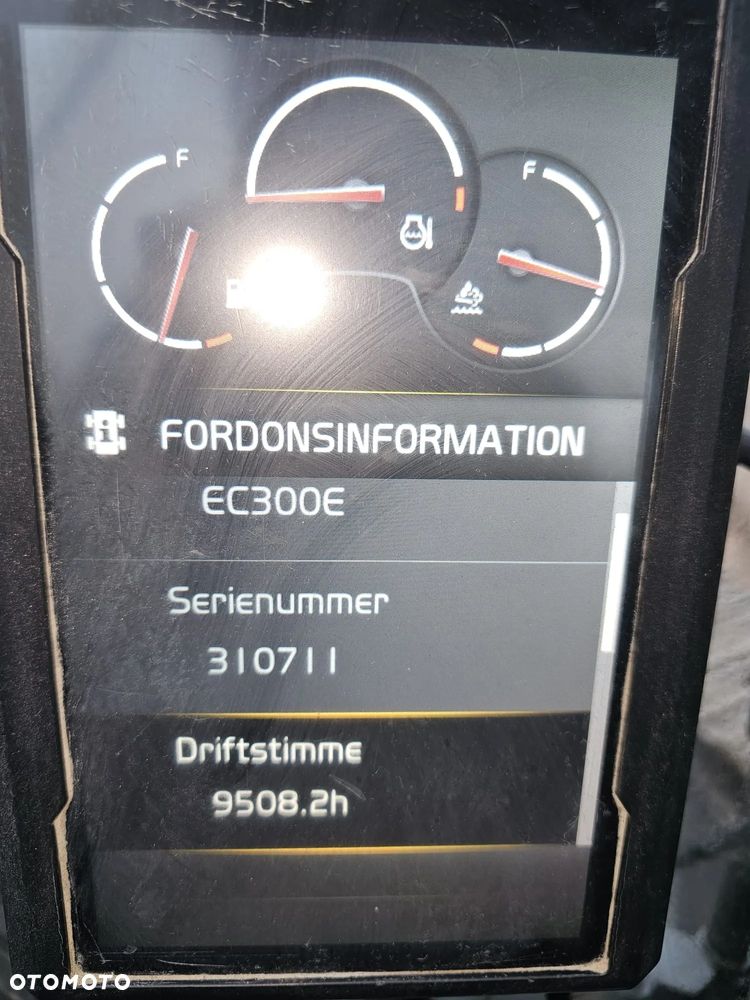 F
F
FORDONSINFORMATION
EC300E
Serienummer
310711
Driftstimme
9508.2h
OTOMOTO